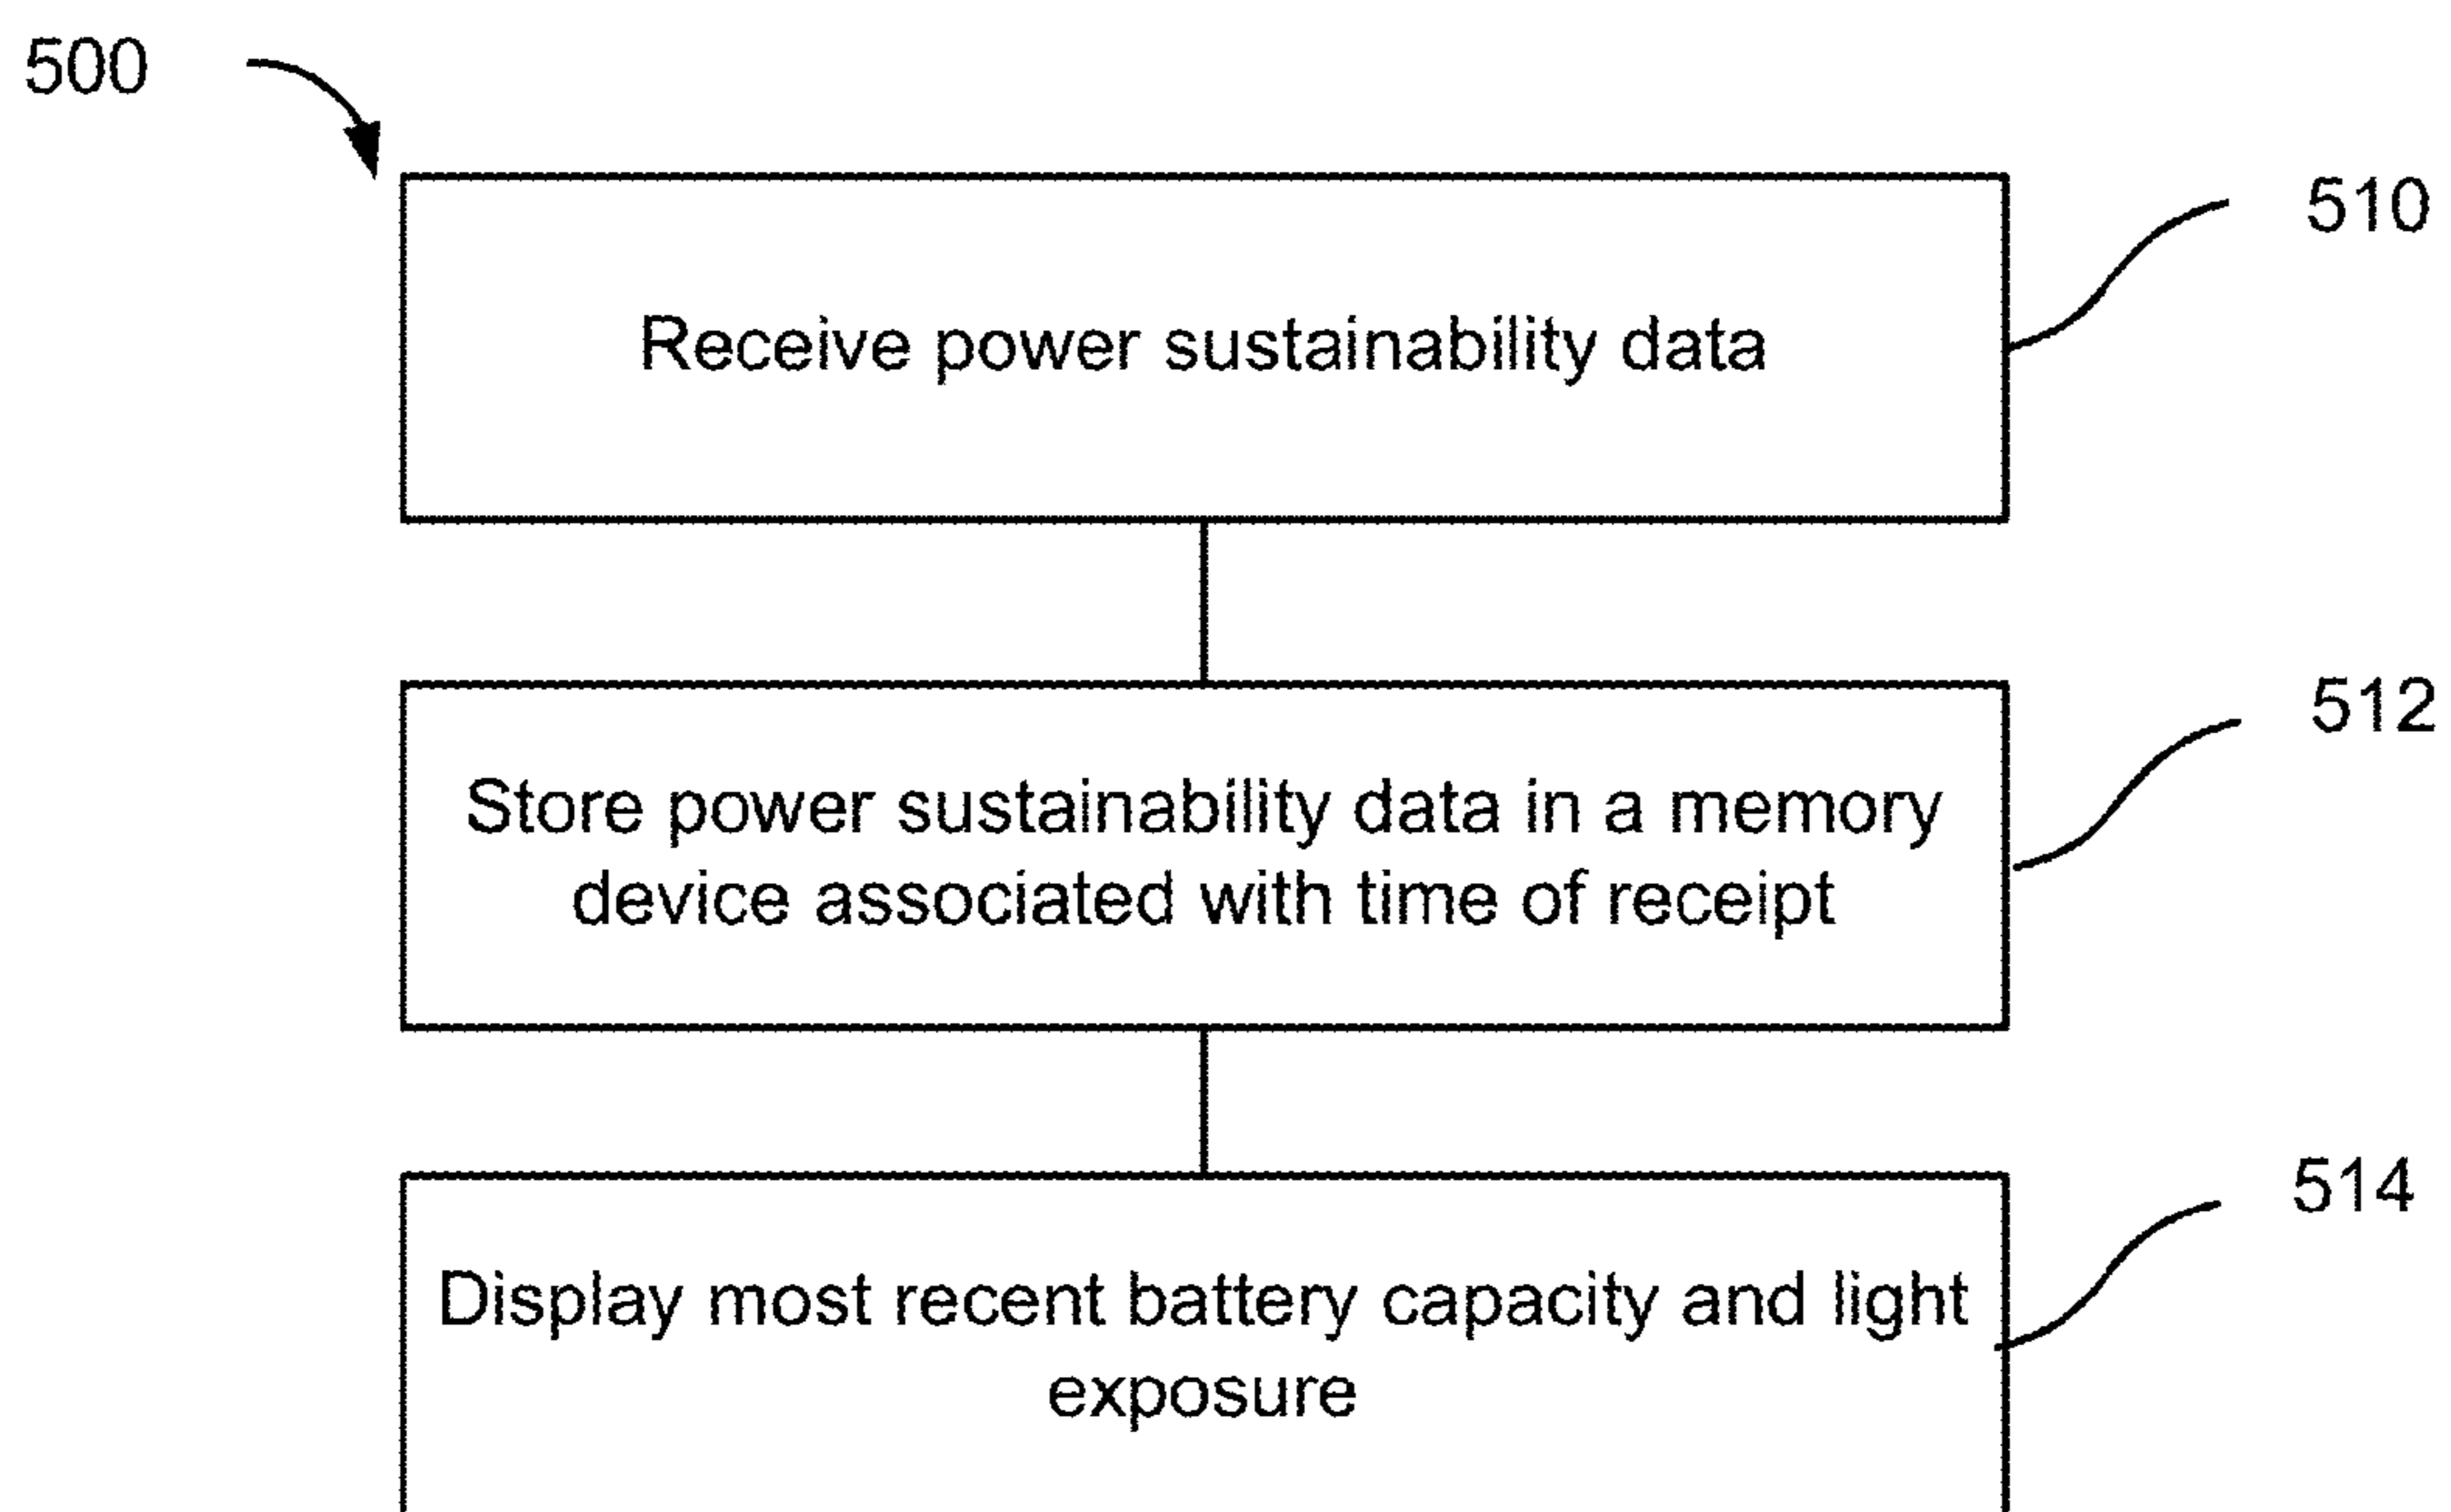 500
510
Receive power sustainability data
512
Store power sustainability data in a memory
device associated with time of receipt
514
Display most recent battery capacity and light
exposure